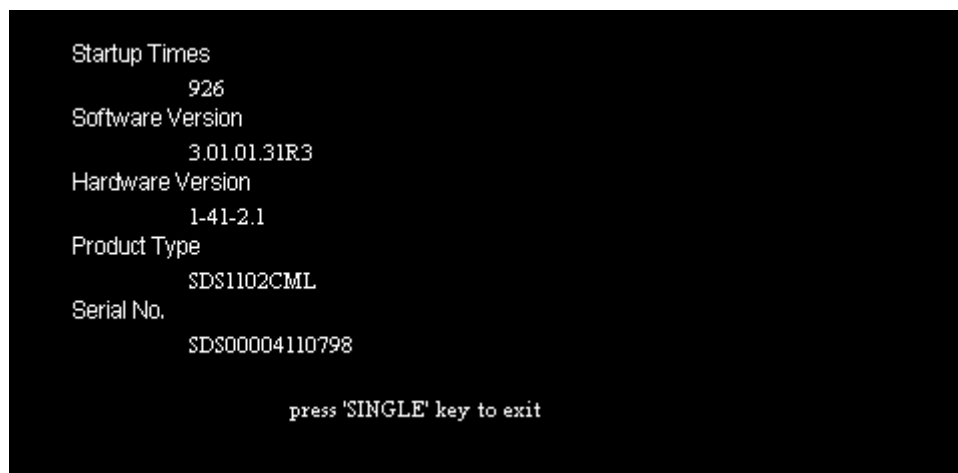 Startup Times
926
Software Version
3.01.01.31R3
Hardware Version
1-41-2.1
Product Type
SDS1102CML
Serial No.
SDS00004110798
press 'SINGLE' key to exit